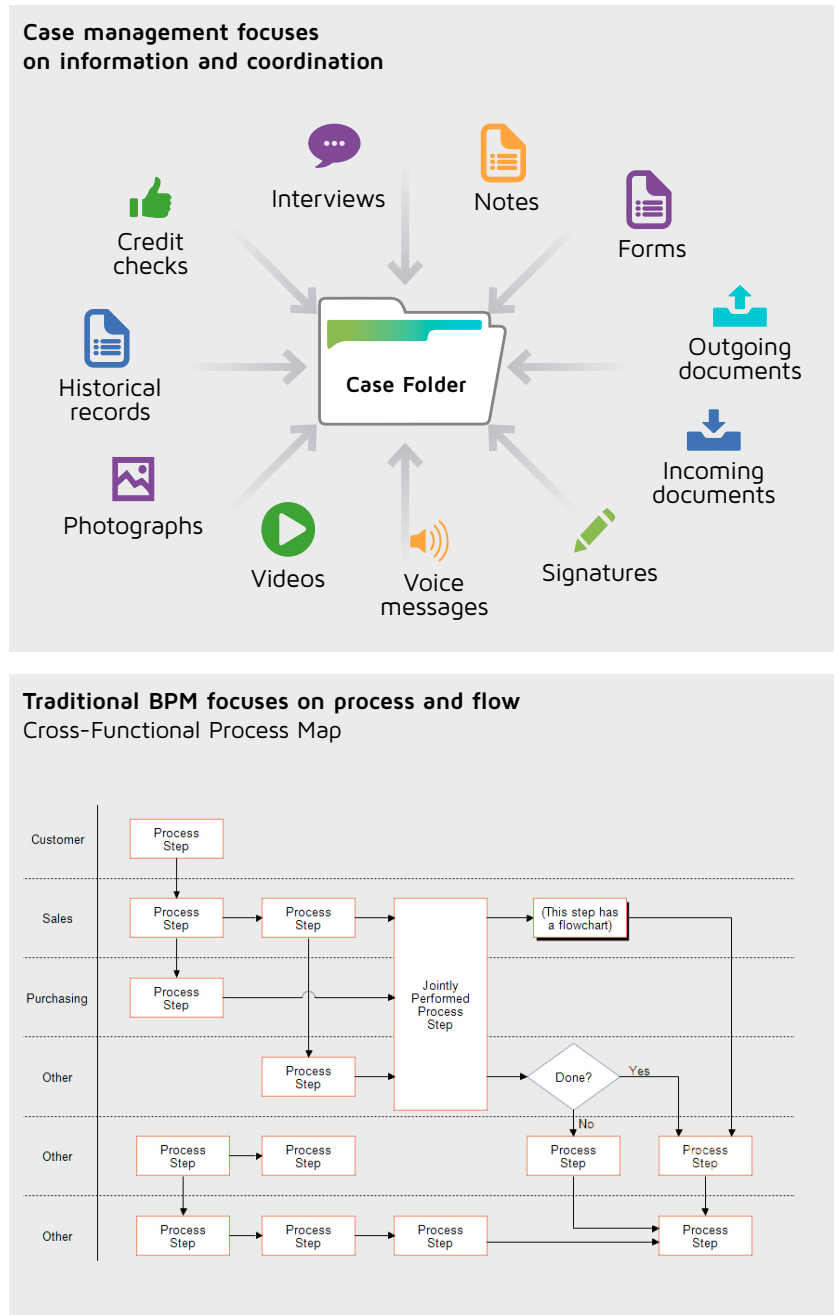 Case management focuses
on information and coordination
Interviews
Notes
Credit
checks
Forms
Outgoing
documents
Historical
records
Case Folder
Incoming
documents
Photographs
Videos
Voice
messages
Signatures
Traditional BPM focuses on process and flow
Cross-Functional Process Map
Customer
Process
Step
Sales
Process
Step
Process
Step
(This step has
a flowchart)
Purchasing
Process
Step
Jointly
Performed
Process
Step
Other
Process
Step
Done?
Yes
No
Other
Process
Step
Process
Step
Process
Step
Process
Step
Other
Process
Step
Process
Step
Process
Step
Process
Step